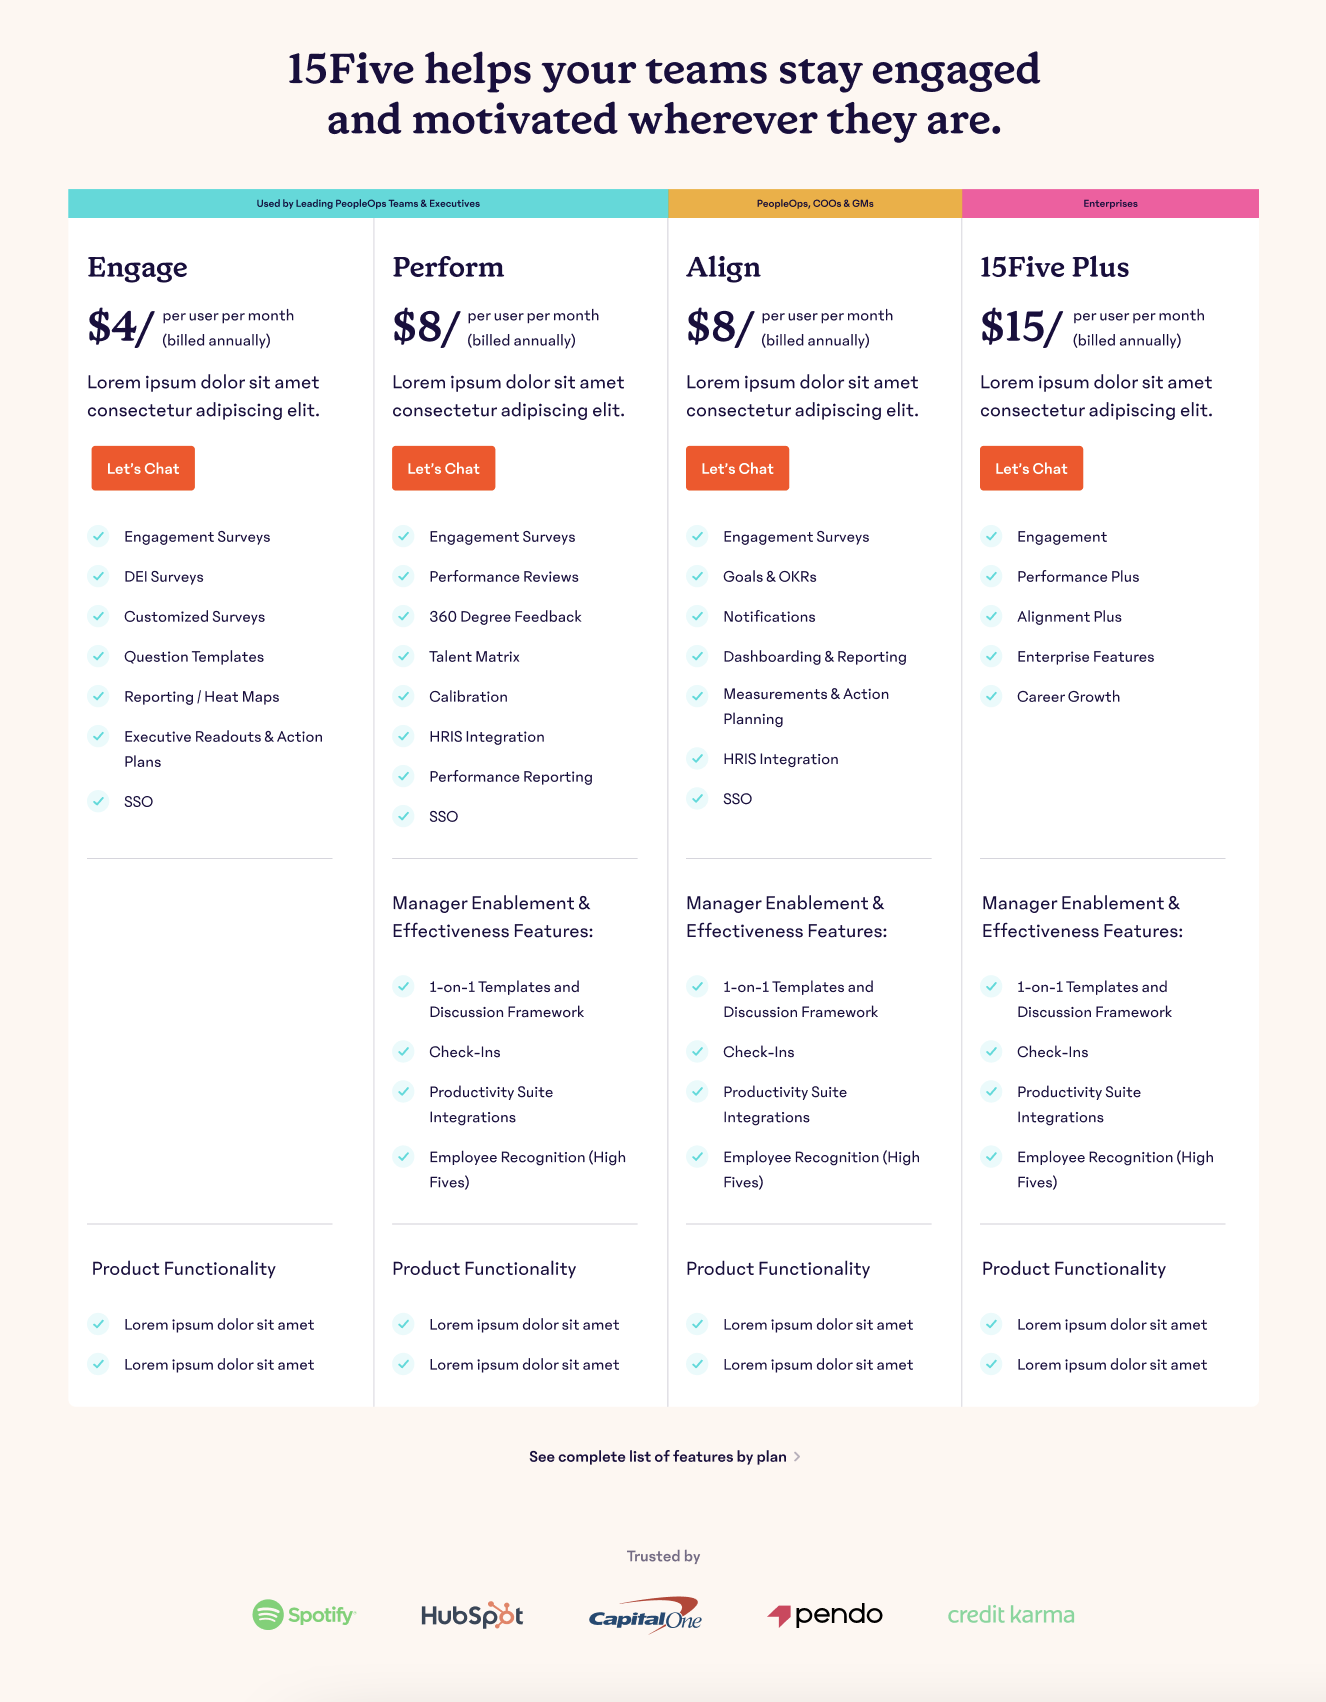 15Five helps your teams stay engaged
and motivated wherever they are.
Used by Leading PeopleOps Teams & Executives
PeopleOps, COOs & GMs
Enterprises
Engage
$4/
per user per month
(billed annually)
Lorem ipsum dolor sit amet
consectetur adipiscing elit.
Let's Chat
Engagement Surveys
DEI Surveys
Customized Surveys
Question Templates
Reporting / Heat Maps
Executive Readouts & Action
Plans
SSO
Product Functionality
Lorem ipsum dolor sit amet
Lorem ipsum dolor sit amet
Perform
$8/
per user per month
(billed annually)
Lorem ipsum dolor sit amet
consectetur adipiscing elit.
Let's Chat
Engagement Surveys
Performance Reviews
360 Degree Feedback
Talent Matrix
Calibration
HRIS Integration
Performance Reporting
SSO
Manager Enablement &
Effectiveness Features:
1-on-1 Templates and
Discussion Framework
Check-Ins
Productivity Suite
Integrations
Employee Recognition (High
Fives)
Product Functionality
Lorem ipsum dolor sit amet
Lorem ipsum dolor sit amet
Align
$8/
per user per month
(billed annually)
Lorem ipsum dolor sit amet
consectetur adipiscing elit.
Let's Chat
Engagement Surveys
Goals & OKRs
Notifications
Dashboarding & Reporting
Measurements & Action
Planning
HRIS Integration
SSO
Manager Enablement &
Effectiveness Features:
1-on-1 Templates and
Discussion Framework
Check-Ins
Productivity Suite
Integrations
Employee Recognition (High
Fives)
Product Functionality
Lorem ipsum dolor sit amet
Lorem ipsum dolor sit amet
15Five Plus
$15/
per user per month
(billed annually)
Lorem ipsum dolor sit amet
consectetur adipiscing elit.
Let's Chat
Engagement
Performance Plus
Alignment Plus
Enterprise Features
Career Growth
Manager Enablement &
Effectiveness Features:
1-on-1 Templates and
Discussion Framework
Check-Ins
Productivity Suite
Integrations
Employee Recognition (High
Fives)
Product Functionality
Lorem ipsum dolor sit amet
Lorem ipsum dolor sit amet
See complete list of features by plan
Trusted by
Spotify
HubSpot
CapitalOne
pendo
credit karma